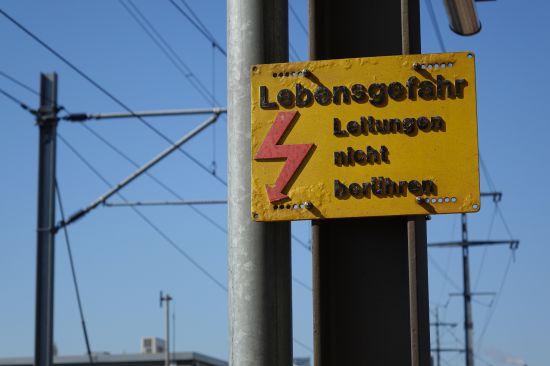 Lebensgefahr
Leitungen
nicht
berühren